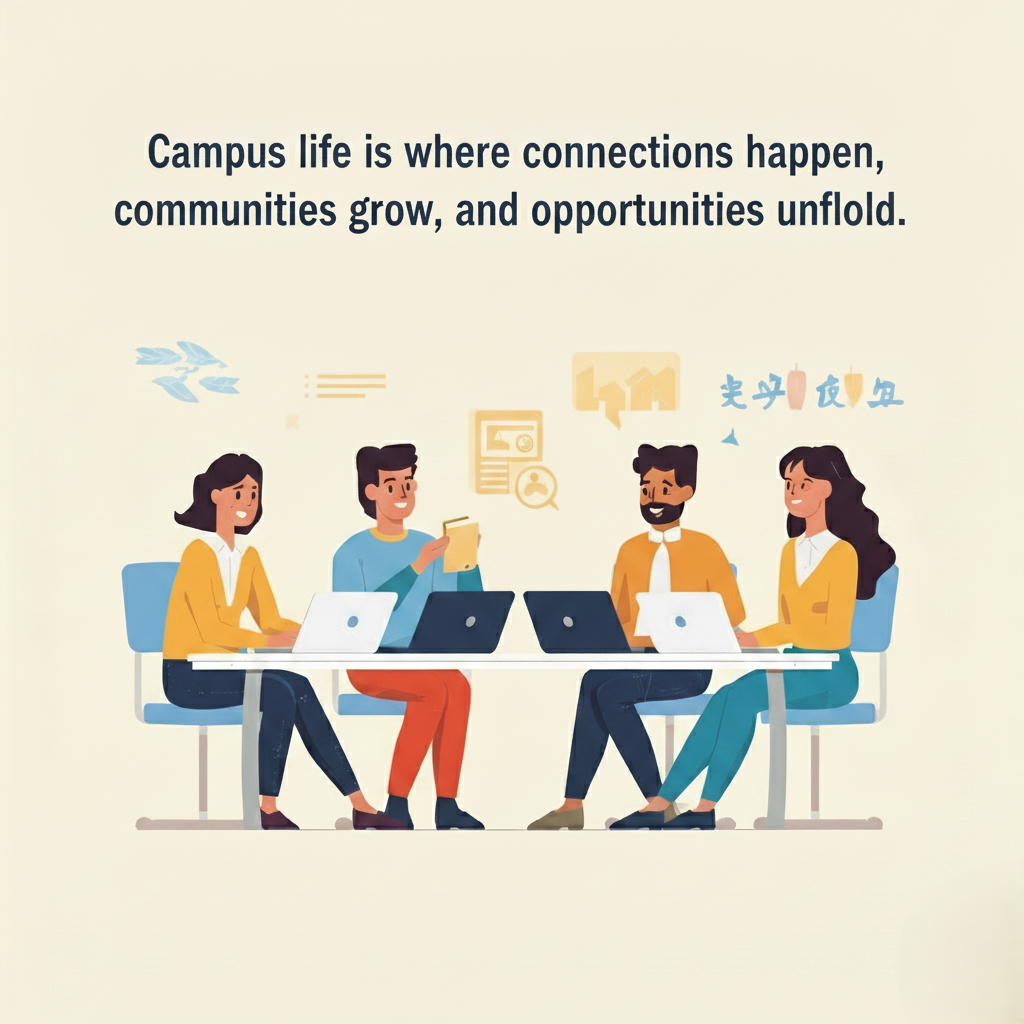 Campus life is where connections happen,
communities grow, and opportunities unflold.